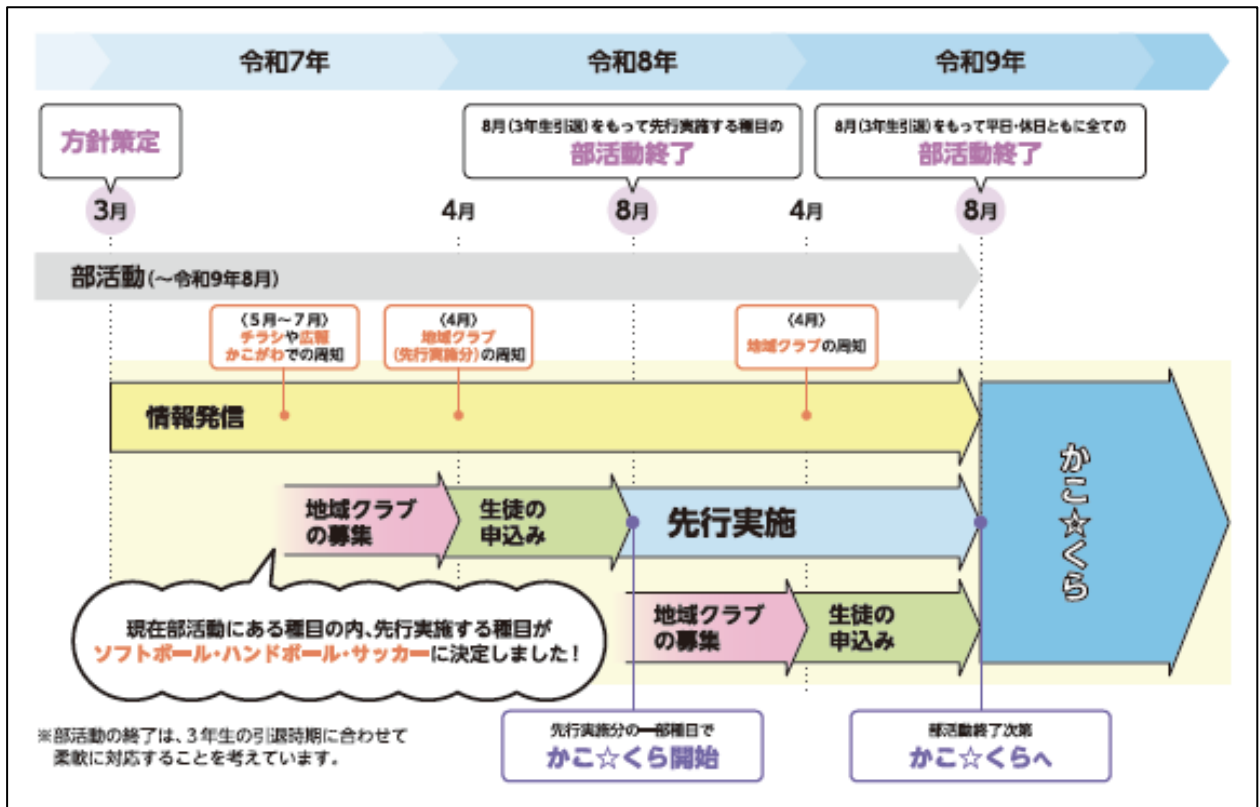 令和7年
令和8年
令和9年
方針策定
8月(3年生引退)をもって先行実施する種目の
部活動終了
8月(3年生引退)をもって平日・休日ともに全ての
部活動終了
3月
4月
8月
4月
8月
部活動(～令和9年8月)
〈5月～7月〉
チラシや広報
かこがわでの周知
〈4月〉
地域クラブ
(先行実施分)の周知
〈4月〉
地域クラブの周知
情報発信
地域クラブ
の募集
生徒の
申込み
先行実施
かこ☆くら
地域クラブ
の募集
生徒の
申込み
現在部活動にある種目の内、先行実施する種目が
ソフトボール・ハンドボール・サッカーに決定しました!
先行実施分の一部種目で
かこ☆くら開始
部活動終了次第
かこ☆くらへ
※部活動の終了は、3年生の引退時期に合わせて
柔軟に対応することを考えています。